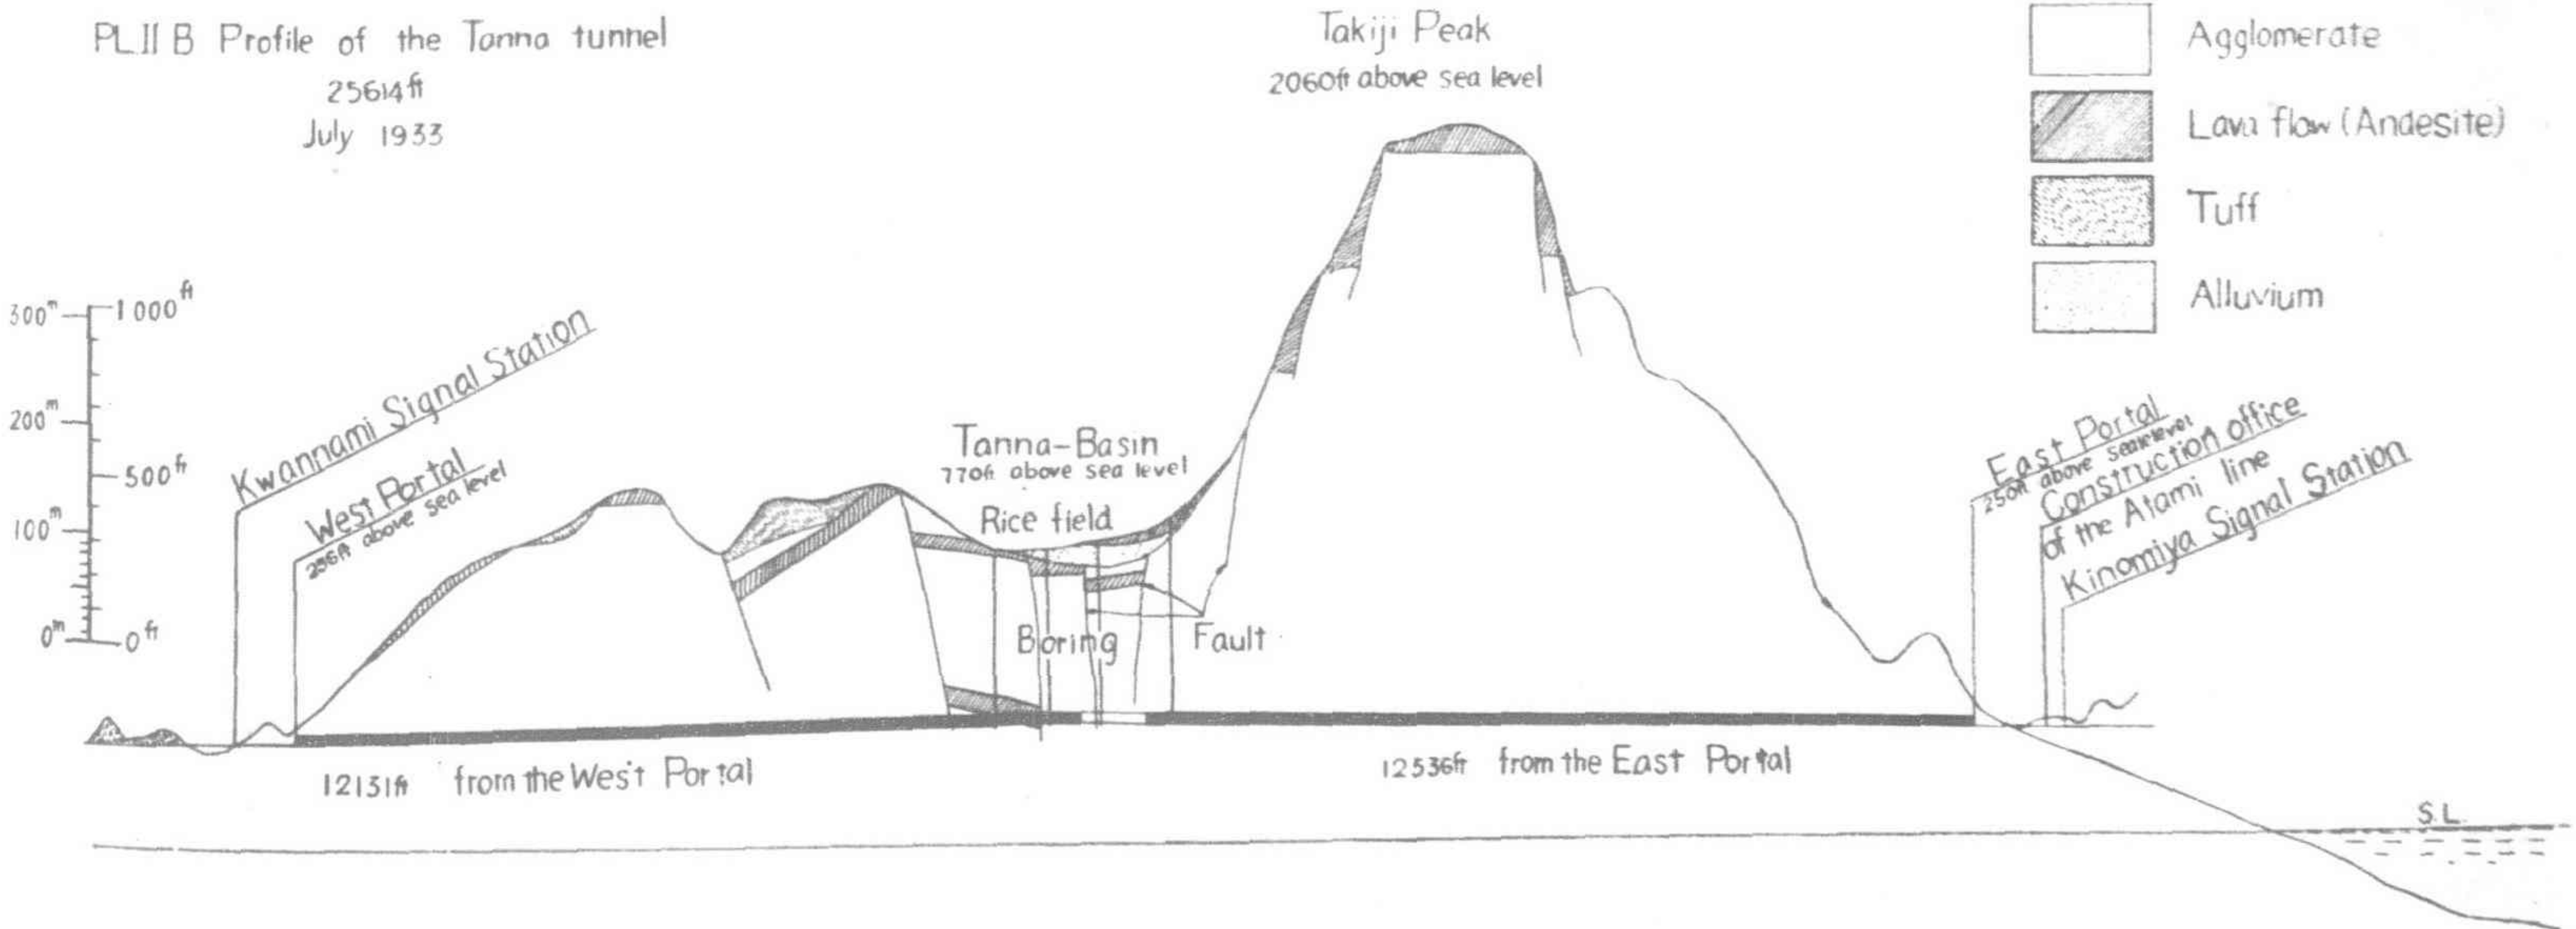 PL.II B Profile of the Tanna tunnel
25614ft
July 1933
Takiji Peak
2060ft above sea level
Agglomerate
Lava flow (Andesite)
Tuff
Alluvium
300m
1000ft
200m
500ft
100m
0m
0ft
Kwannami Signal Station
West Portal
256ft above sea level
Tanna-Basin
770ft above sea level
Rice field
Boring
Fault
East Portal
250ft above sea level
Construction office
of the Atami line
Kinomiya Signal Station
12131ft from the West Portal
12536ft from the East Portal
S.L.